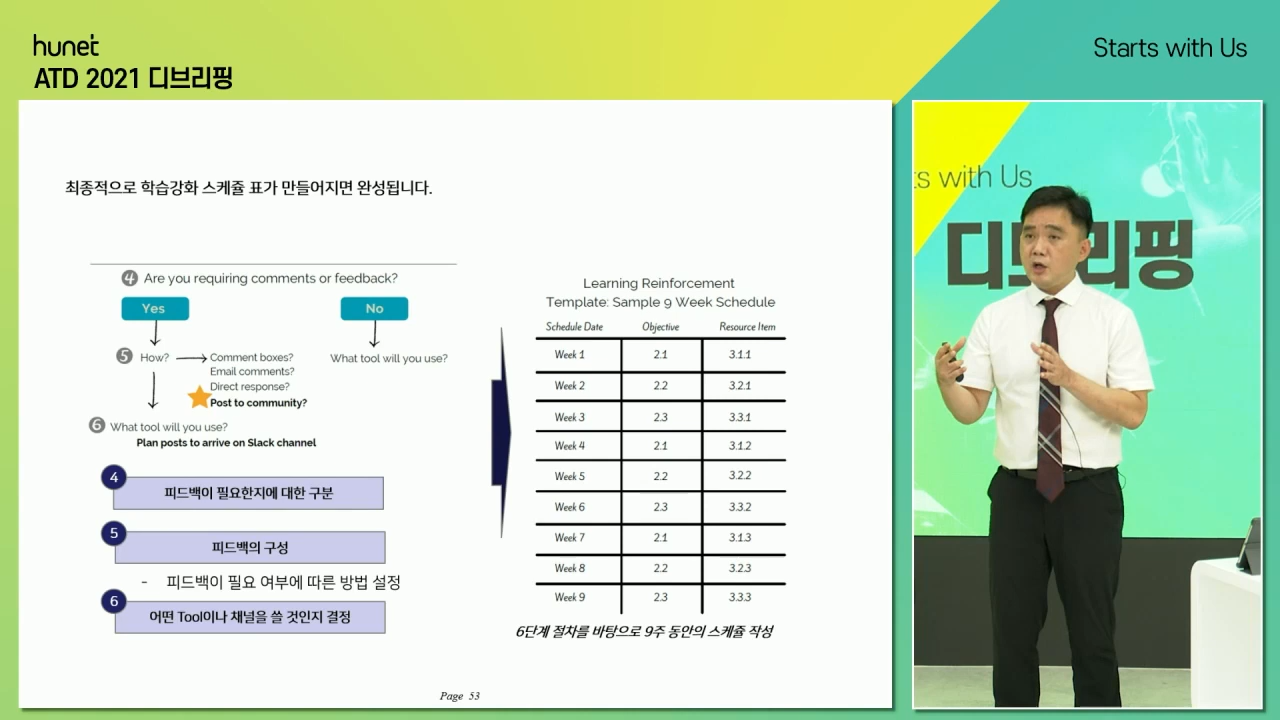 hunet
ATD 2021 디브리핑
Starts with Us
최종적으로 학습강화 스케쥴 표가 만들어지면 완성됩니다.
4 Are you requiring comments or feedback?
Yes
No
5 How?
Comment boxes?
Email comments?
Direct response?
Post to community?
What tool will you use?
6 What tool will you use?
Plan posts to arrive on Slack channel
4 피드백이 필요한지에 대한 구분
5 피드백의 구성
- 피드백이 필요 여부에 따른 방법 설정
6 어떤 Tool이나 채널을 쓸 것인지 결정
Learning Reinforcement
Template: Sample 9 Week Schedule
Schedule Date Objective Resource Item
Week 1 2.1 3.1.1
Week 2 2.2 3.2.1
Week 3 2.3 3.3.1
Week 4 2.1 3.1.2
Week 5 2.2 3.2.2
Week 6 2.3 3.3.2
Week 7 2.1 3.1.3
Week 8 2.2 3.2.3
Week 9 2.3 3.3.3
6단계 절차를 바탕으로 9주 동안의 스케쥴 작성
Page 53
ts with Us
디브리핑